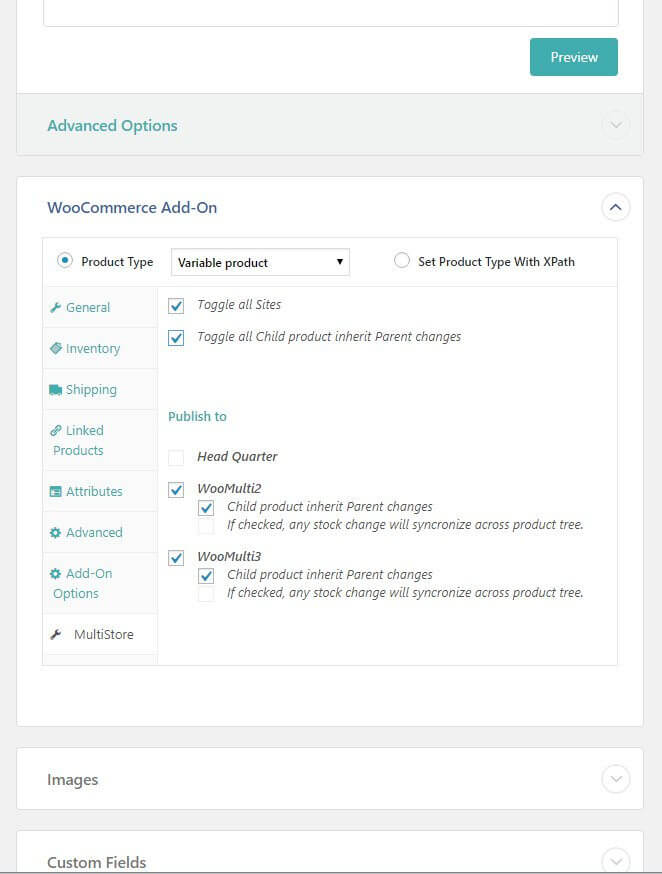 Preview
Advanced Options
WooCommerce Add-On
Product Type
Variable product
Set Product Type With XPath
General
Inventory
Shipping
Linked
Products
Attributes
Advanced
Add-On
Options
MultiStore
Toggle all Sites
Toggle all Child product inherit Parent changes
Publish to
Head Quarter
WooMulti2
Child product inherit Parent changes
If checked, any stock change will syncronize across product tree.
WooMulti3
Child product inherit Parent changes
If checked, any stock change will syncronize across product tree.
Images
Custom Fields